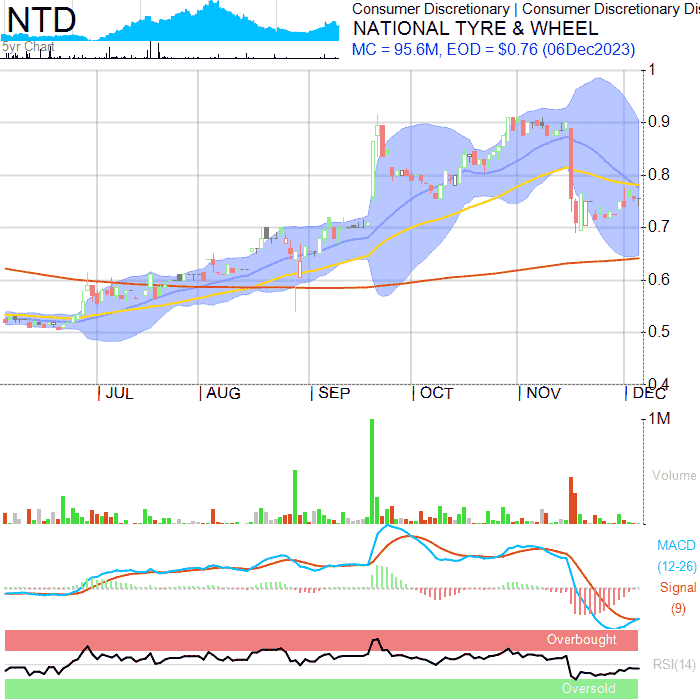 NTD
5yr Chart
Consumer Discretionary | Consumer Discretionary Dis
NATIONAL TYRE & WHEEL
MC = 95.6M, EOD = $0.76 (06Dec2023)
1
0.9
0.8
0.7
0.6
0.5
0.4
JUL AUG SEP OCT NOV DEC
1M
Volume
MACD
(12-26)
Signal
(9)
Overbought
RSI(14)
Oversold